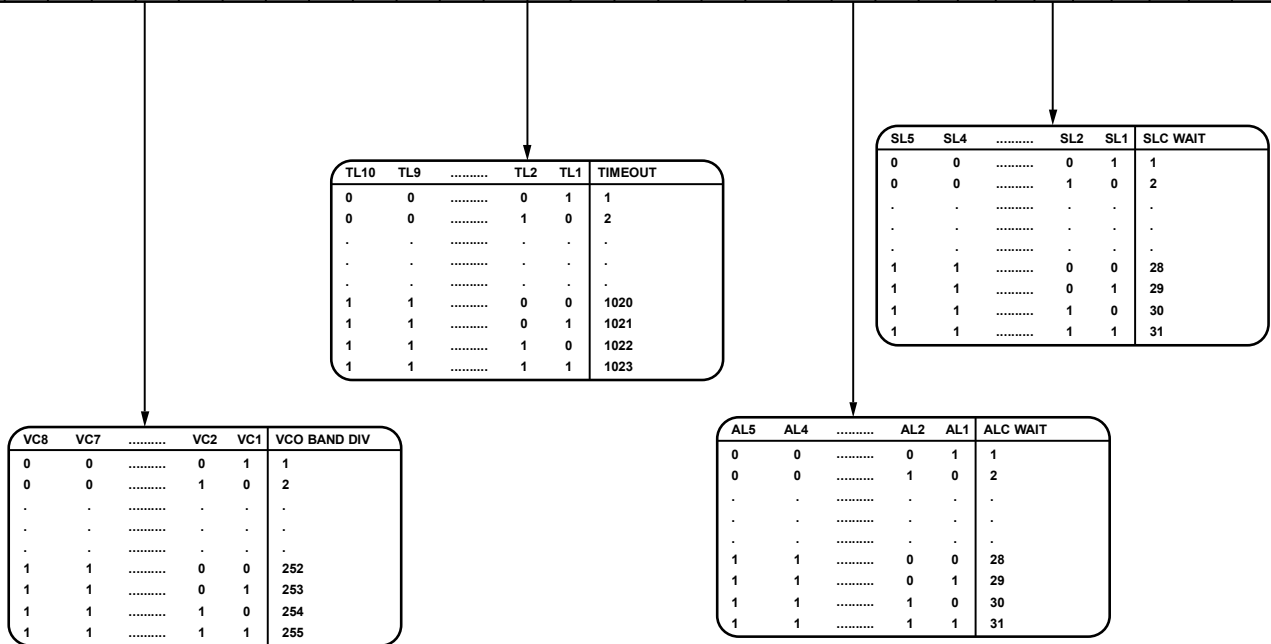 SL5 SL4 .......... SL2 SL1 SLC WAIT
0 0 .......... 0 1 1
0 0 .......... 1 0 2
. . .......... . . .
. . .......... . . .
. . .......... . . .
1 1 .......... 0 0 28
1 1 .......... 0 1 29
1 1 .......... 1 0 30
1 1 .......... 1 1 31
TL10 TL9 .......... TL2 TL1 TIMEOUT
0 0 .......... 0 1 1
0 0 .......... 1 0 2
. . .......... . . .
. . .......... . . .
. . .......... . . .
1 1 .......... 0 0 1020
1 1 .......... 0 1 1021
1 1 .......... 1 0 1022
1 1 .......... 1 1 1023
VC8 VC7 .......... VC2 VC1 VCO BAND DIV
0 0 .......... 0 1 1
0 0 .......... 1 0 2
. . .......... . . .
. . .......... . . .
. . .......... . . .
1 1 .......... 0 0 252
1 1 .......... 0 1 253
1 1 .......... 1 0 254
1 1 .......... 1 1 255
AL5 AL4 .......... AL2 AL1 ALC WAIT
0 0 .......... 0 1 1
0 0 .......... 1 0 2
. . .......... . . .
. . .......... . . .
. . .......... . . .
1 1 .......... 0 0 28
1 1 .......... 0 1 29
1 1 .......... 1 0 30
1 1 .......... 1 1 31